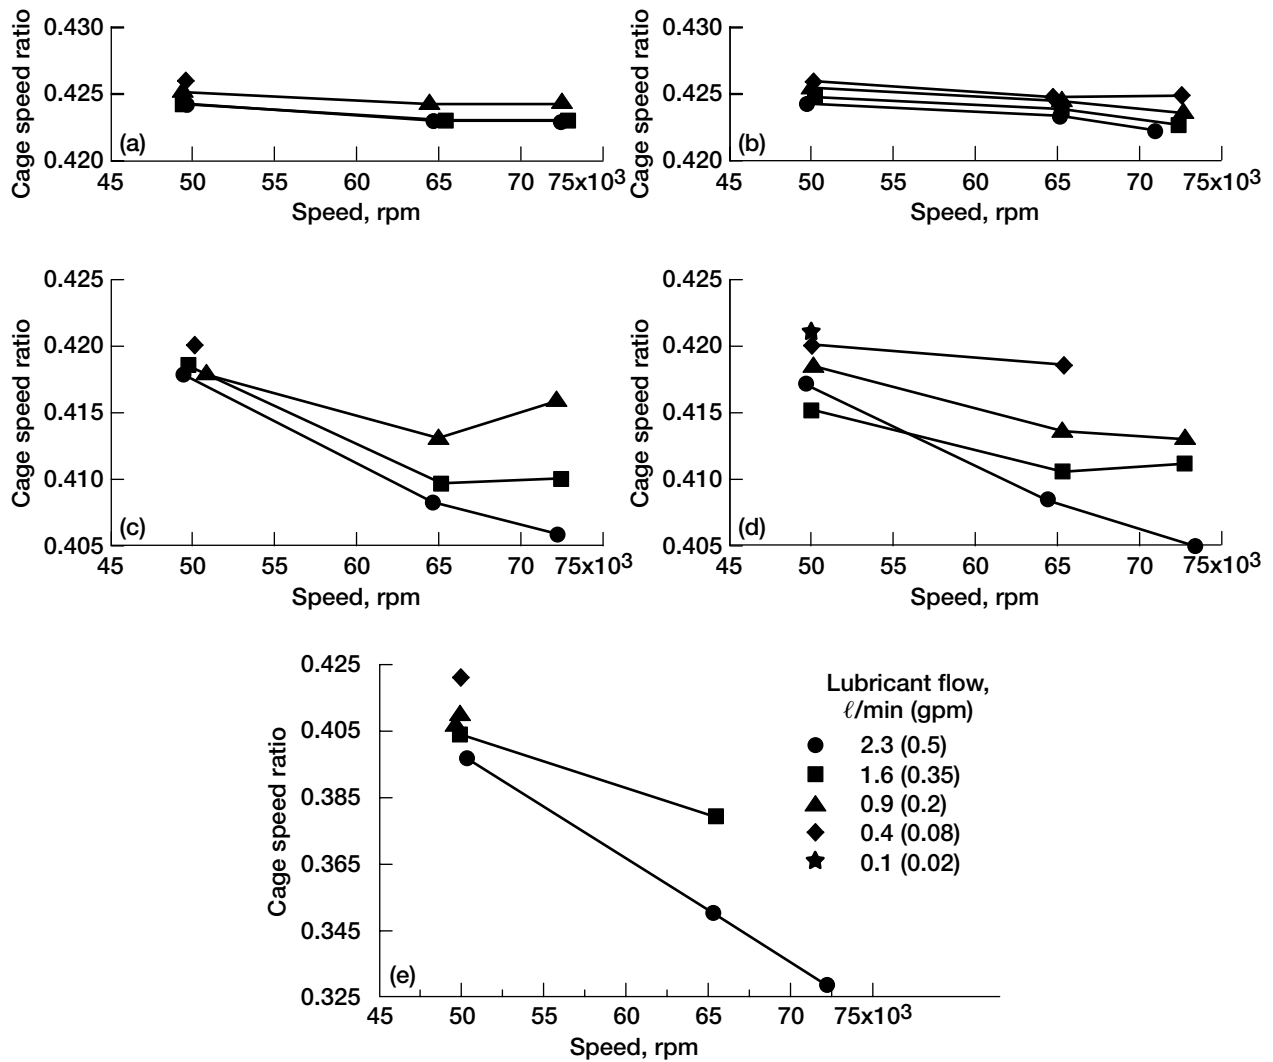 0.430
0.425
0.420
Cage speed ratio
(a)
45 50 55 60 65 70 75x10³
Speed, rpm
0.430
0.425
0.420
Cage speed ratio
(b)
45 50 55 60 65 70 75x10³
Speed, rpm
0.425
0.420
0.415
0.410
0.405
Cage speed ratio
(c)
45 50 55 60 65 70 75x10³
Speed, rpm
0.425
0.420
0.415
0.410
0.405
Cage speed ratio
(d)
45 50 55 60 65 70 75x10³
Speed, rpm
0.425
0.405
0.385
0.365
0.345
0.325
Cage speed ratio
(e)
45 50 55 60 65 70 75x10³
Speed, rpm
Lubricant flow,
ℓ/min (gpm)
2.3 (0.5)
1.6 (0.35)
0.9 (0.2)
0.4 (0.08)
0.1 (0.02)